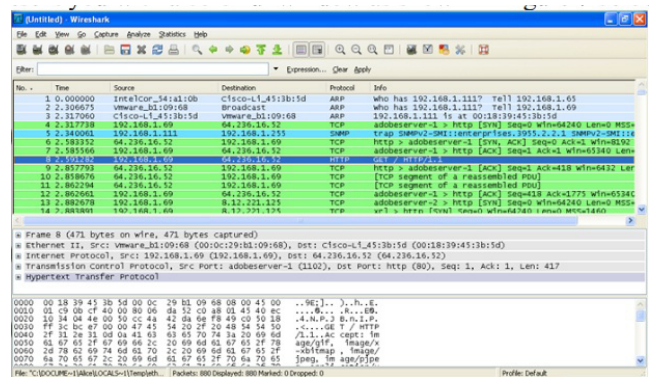 (Untitled) - Wireshark
File Edit View Go Capture Analyze Statistics Help
Filter: Expression... Clear Apply
No. . Time Source Destination Protocol Info
1 0.000000 IntelCor_54:a1:0b Cisco-Li_45:3b:5d ARP Who has 192.168.1.111? Tell 192.168.1.65
2 2.306675 Vmware_b1:09:68 Broadcast ARP Who has 192.168.1.111? Tell 192.168.1.69
3 2.317060 Cisco-Li_45:3b:5d Vmware_b1:09:68 ARP 192.168.1.111 is at 00:18:39:45:3b:5d
4 2.317738 192.168.1.69 64.236.16.52 TCP adobeserver-1 > http [SYN] Seq=0 Win=64240 Len=0 MSS=
5 2.340061 192.168.1.111 192.168.1.255 SNMP trap SNMPv2-SMI::enterprises.3955.2.2.1 SNMPv2-SMI::e
6 2.583352 64.236.16.52 192.168.1.69 TCP http > adobeserver-1 [SYN, ACK] Seq=0 Ack=1 Win=8192
7 2.585566 192.168.1.69 64.236.16.52 TCP adobeserver-1 > http [ACK] Seq=1 Ack=1 Win=65340 Len=
8 2.591282 192.168.1.69 64.236.16.52 HTTP GET / HTTP/1.1
9 2.857793 64.236.16.52 192.168.1.69 TCP http > adobeserver-1 [ACK] Seq=1 Ack=418 Win=6432 Len
10 2.858676 64.236.16.52 192.168.1.69 TCP [TCP segment of a reassembled PDU]
11 2.862294 64.236.16.52 192.168.1.69 TCP [TCP segment of a reassembled PDU]
12 2.862661 192.168.1.69 64.236.16.52 TCP adobeserver-1 > http [ACK] Seq=418 Ack=1775 Win=65340
13 2.882678 192.168.1.69 8.12.221.125 TCP adobeserver-2 > http [SYN] Seq=0 Win=64240 Len=0 MSS=
14 2.883891 192.168.1.69 8.12.221.125 TCP xrl > http [SYN] Seq=0 Win=64240 Len=0 MSS=1460
Frame 8 (471 bytes on wire, 471 bytes captured)
Ethernet II, Src: Vmware_b1:09:68 (00:0c:29:b1:09:68), Dst: Cisco-Li_45:3b:5d (00:18:39:45:3b:5d)
Internet Protocol, Src: 192.168.1.69 (192.168.1.69), Dst: 64.236.16.52 (64.236.16.52)
Transmission Control Protocol, Src Port: adobeserver-1 (1102), Dst Port: http (80), Seq: 1, Ack: 1, Len: 417
Hypertext Transfer Protocol
0000 00 18 39 45 3b 5d 00 0c 29 b1 09 68 08 00 45 00 ..9E;].. )..h..E.
0010 01 c9 0b cf 40 00 80 06 da 52 c0 a8 01 45 40 ec ....@... .R...E@.
0020 10 34 04 4e 00 50 cc 4a 42 da 6e f8 49 c0 50 18 .4.N.P.J B.n.I.P.
0030 ff 3c bc e7 00 00 47 45 54 20 2f 20 48 54 54 50 .<....GE T / HTTP
0040 2f 31 2e 31 0d 0a 41 63 63 65 70 74 3a 20 69 6d /1.1..Ac cept: im
0050 61 67 65 2f 67 69 66 2c 20 69 6d 61 67 65 2f 78 age/gif, image/x
0060 2d 78 62 69 74 6d 61 70 2c 20 69 6d 61 67 65 2f -xbitmap , image/
0070 6a 70 65 67 2c 20 69 6d 61 67 65 2f 70 6a 70 65 jpeg, im age/pjpe
File: "C:\DOCUME~1\Alice\LOCALS~1\Temp\eth... Packets: 880 Displayed: 880 Marked: 0 Dropped: 0 Profile: Default